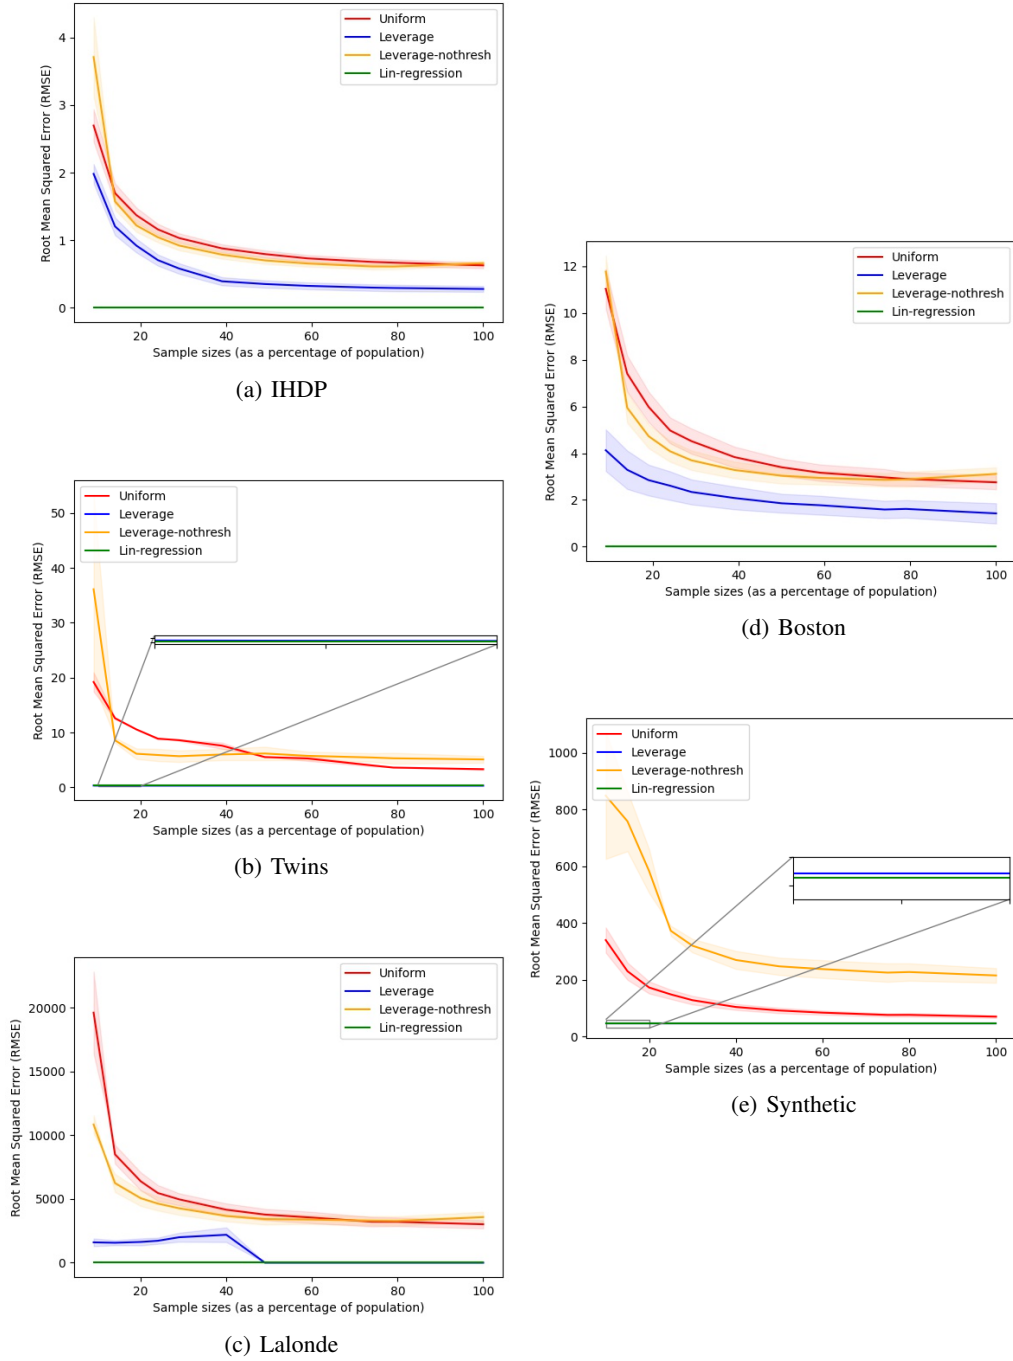 Uniform
Leverage
Leverage-nothresh
Lin-regression
4
3
2
1
0
Root Mean Squared Error (RMSE)
20 40 60 80 100
Sample sizes (as a percentage of population)
(a) IHDP
Uniform
Leverage
Leverage-nothresh
Lin-regression
50
40
30
20
10
0
Root Mean Squared Error (RMSE)
20 40 60 80 100
Sample sizes (as a percentage of population)
(b) Twins
Uniform
Leverage
Leverage-nothresh
Lin-regression
20000
15000
10000
5000
0
Root Mean Squared Error (RMSE)
20 40 60 80 100
Sample sizes (as a percentage of population)
(c) Lalonde
Uniform
Leverage
Leverage-nothresh
Lin-regression
12
10
8
6
4
2
0
Root Mean Squared Error (RMSE)
20 40 60 80 100
Sample sizes (as a percentage of population)
(d) Boston
Uniform
Leverage
Leverage-nothresh
Lin-regression
1000
800
600
400
200
0
Root Mean Squared Error (RMSE)
20 40 60 80 100
Sample sizes (as a percentage of population)
(e) Synthetic